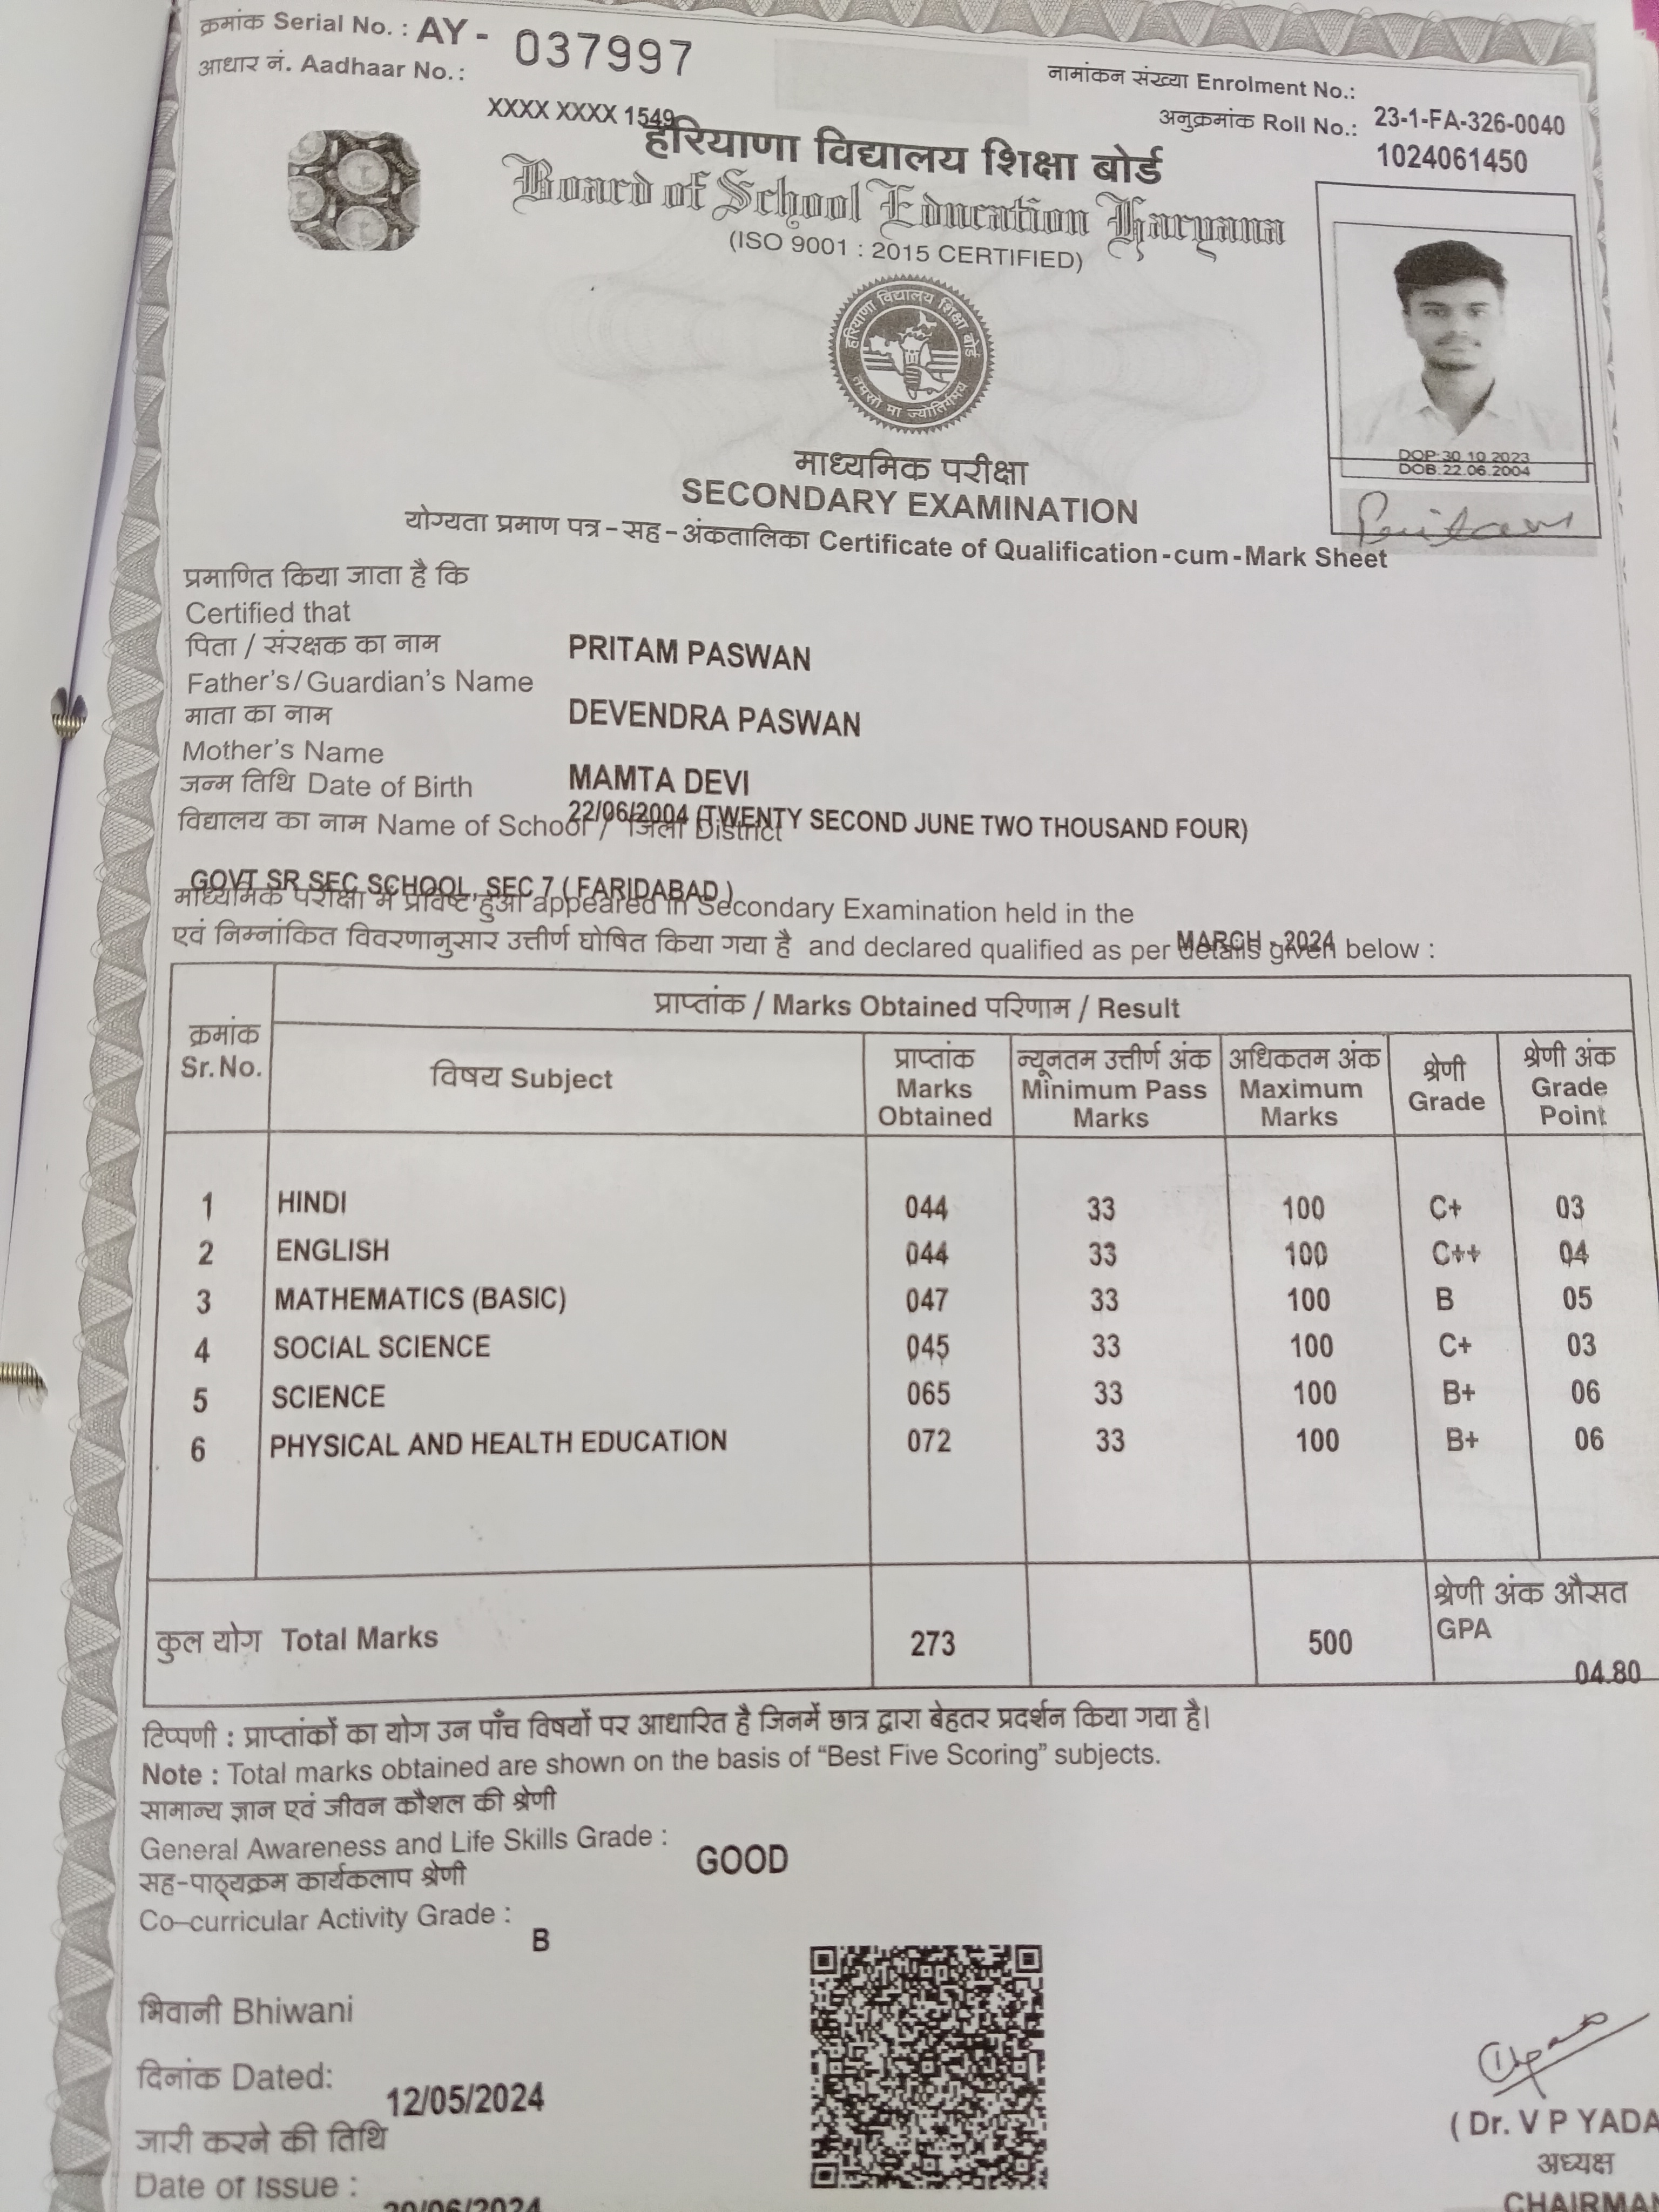 क्रमांक Serial No. : AY - 037997
आधार नं. Aadhaar No. :
XXXX XXXX 1549
नामांकन संख्या Enrolment No.:
23-1-FA-326-0040
अनुक्रमांक Roll No.:
1024061450
हरियाणा विद्यालय शिक्षा बोर्ड
Board of School Education Haryana
(ISO 9001 : 2015 CERTIFIED)
हरियाणा विद्यालय शिक्षा बोर्ड
तमसो मा ज्योतिर्गमय
DOP:30.10.2023
DOB.22.06.2004
Pritam
माध्यमिक परीक्षा
SECONDARY EXAMINATION
योग्यता प्रमाण पत्र - सह - अंकतालिका Certificate of Qualification - cum - Mark Sheet
प्रमाणित किया जाता है कि
Certified that
पिता / संरक्षक का नाम PRITAM PASWAN
Father's/Guardian's Name
माता का नाम DEVENDRA PASWAN
Mother's Name
जन्म तिथि Date of Birth MAMTA DEVI
22/06/2004 (TWENTY SECOND JUNE TWO THOUSAND FOUR)
विद्यालय का नाम Name of School / जिला District
GOVT SR SEC SCHOOL, SEC 7 ( FARIDABAD )
माध्यमिक परीक्षा में प्रविष्ट हुआ appeared in Secondary Examination held in the
MARCH - 2024
एवं निम्नांकित विवरणानुसार उत्तीर्ण घोषित किया गया है and declared qualified as per details given below :
प्राप्तांक / Marks Obtained परिणाम / Result
क्रमांक Sr. No. विषय Subject प्राप्तांक Marks Obtained न्यूनतम उत्तीर्ण अंक Minimum Pass Marks अधिकतम अंक Maximum Marks श्रेणी Grade श्रेणी अंक Grade Point
1 HINDI 044 33 100 C+ 03
2 ENGLISH 044 33 100 C++ 04
3 MATHEMATICS (BASIC) 047 33 100 B 05
4 SOCIAL SCIENCE 045 33 100 C+ 03
5 SCIENCE 065 33 100 B+ 06
6 PHYSICAL AND HEALTH EDUCATION 072 33 100 B+ 06
कुल योग Total Marks 273 500 श्रेणी अंक औसत GPA 04.80
टिप्पणी : प्राप्तांकों का योग उन पाँच विषयों पर आधारित है जिनमें छात्र द्वारा बेहतर प्रदर्शन किया गया है।
Note : Total marks obtained are shown on the basis of “Best Five Scoring” subjects.
सामान्य ज्ञान एवं जीवन कौशल की श्रेणी
General Awareness and Life Skills Grade : GOOD
सह-पाठ्यक्रम कार्यकलाप श्रेणी
Co-curricular Activity Grade : B
भिवानी Bhiwani
दिनांक Dated: 12/05/2024
जारी करने की तिथि
Date of Issue :
( Dr. V P YADA
अध्यक्ष
CHAIRMAN